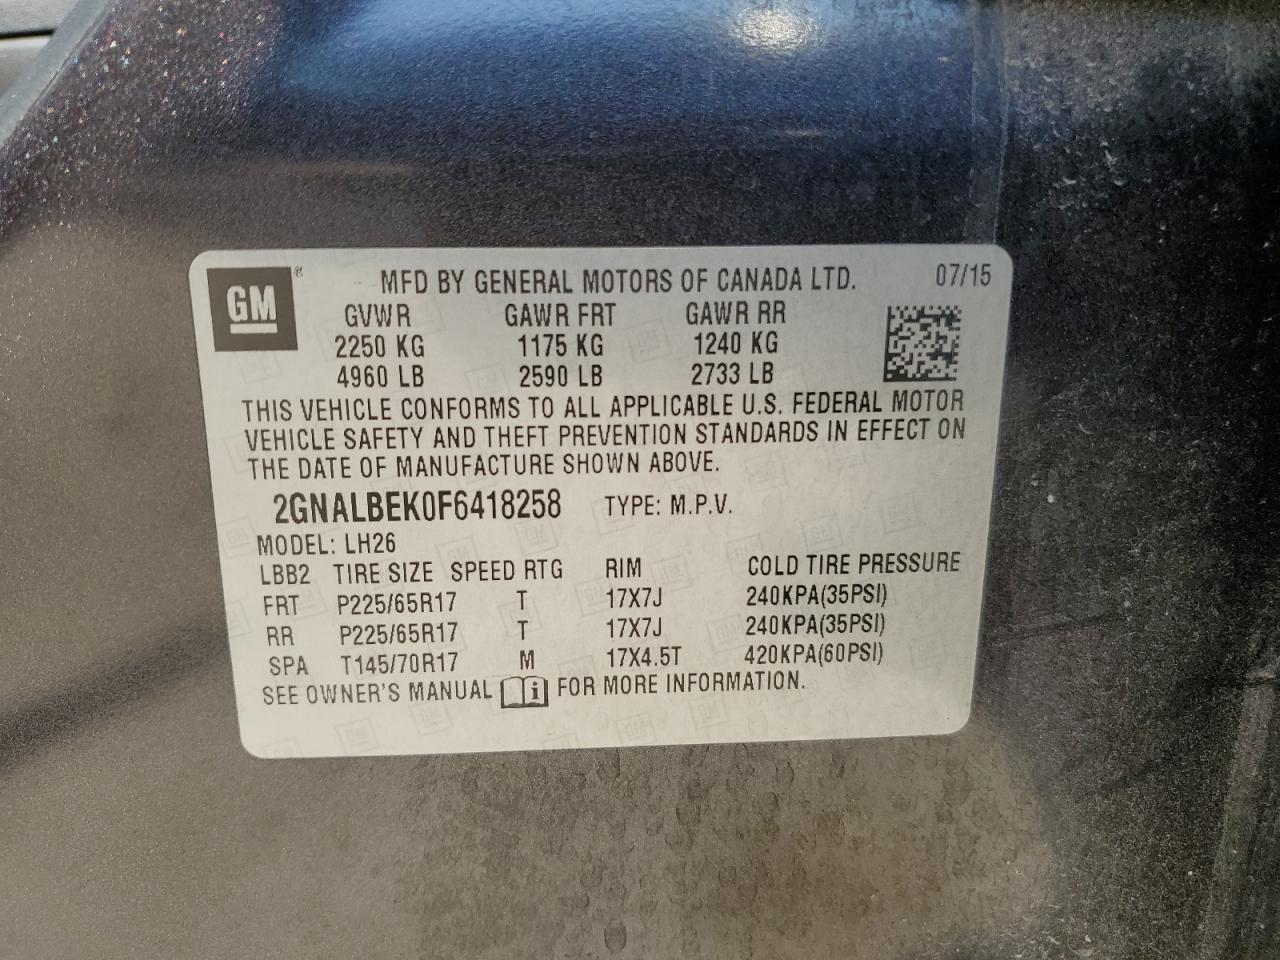 GM ® MFD BY GENERAL MOTORS OF CANADA LTD. 07/15
GVWR GAWR FRT GAWR RR
2250 KG 1175 KG 1240 KG
4960 LB 2590 LB 2733 LB
THIS VEHICLE CONFORMS TO ALL APPLICABLE U.S. FEDERAL MOTOR
VEHICLE SAFETY AND THEFT PREVENTION STANDARDS IN EFFECT ON
THE DATE OF MANUFACTURE SHOWN ABOVE.
2GNALBEK0F6418258 TYPE: M.P.V.
MODEL: LH26
LBB2 TIRE SIZE SPEED RTG RIM COLD TIRE PRESSURE
FRT P225/65R17 T 17X7J 240KPA(35PSI)
RR P225/65R17 T 17X7J 240KPA(35PSI)
SPA T145/70R17 M 17X4.5T 420KPA(60PSI)
SEE OWNER'S MANUAL i FOR MORE INFORMATION.